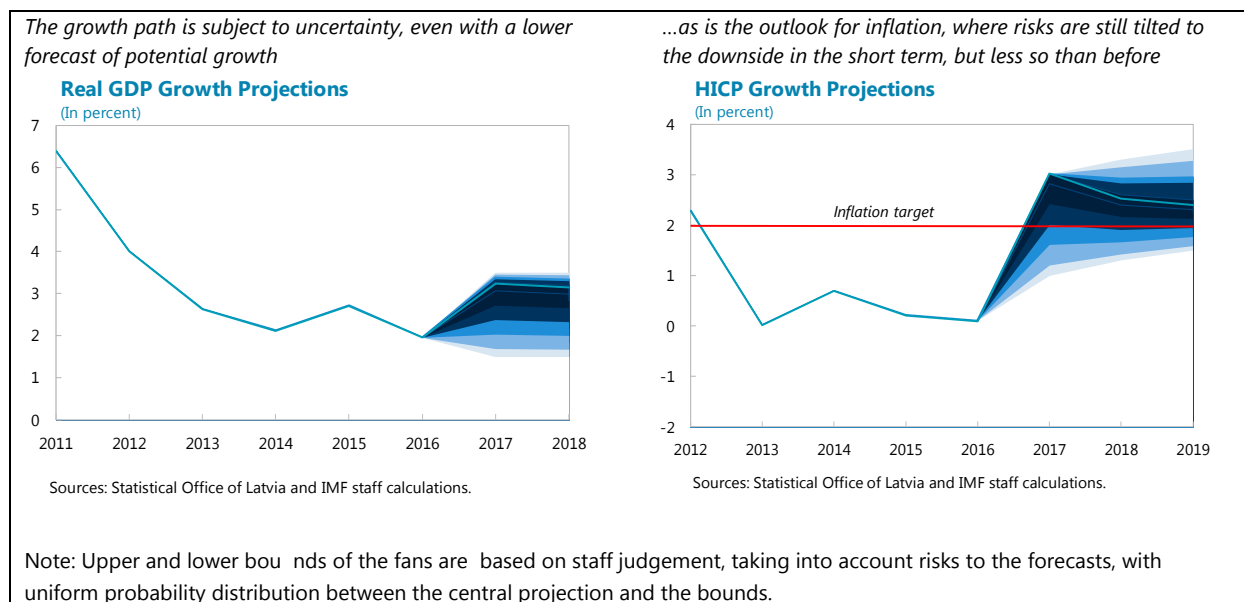 The growth path is subject to uncertainty, even with a lower
forecast of potential growth
Real GDP Growth Projections
(In percent)
7
6
5
4
3
2
1
0
2011 2012 2013 2014 2015 2016 2017 2018
Sources: Statistical Office of Latvia and IMF staff calculations.
...as is the outlook for inflation, where risks are still tilted to
the downside in the short term, but less so than before
HICP Growth Projections
(In percent)
4
3
2
1
0
-1
-2
Inflation target
2012 2013 2014 2015 2016 2017 2018 2019
Sources: Statistical Office of Latvia and IMF staff calculations.
Note: Upper and lower bou nds of the fans are based on staff judgement, taking into account risks to the forecasts, with
uniform probability distribution between the central projection and the bounds.